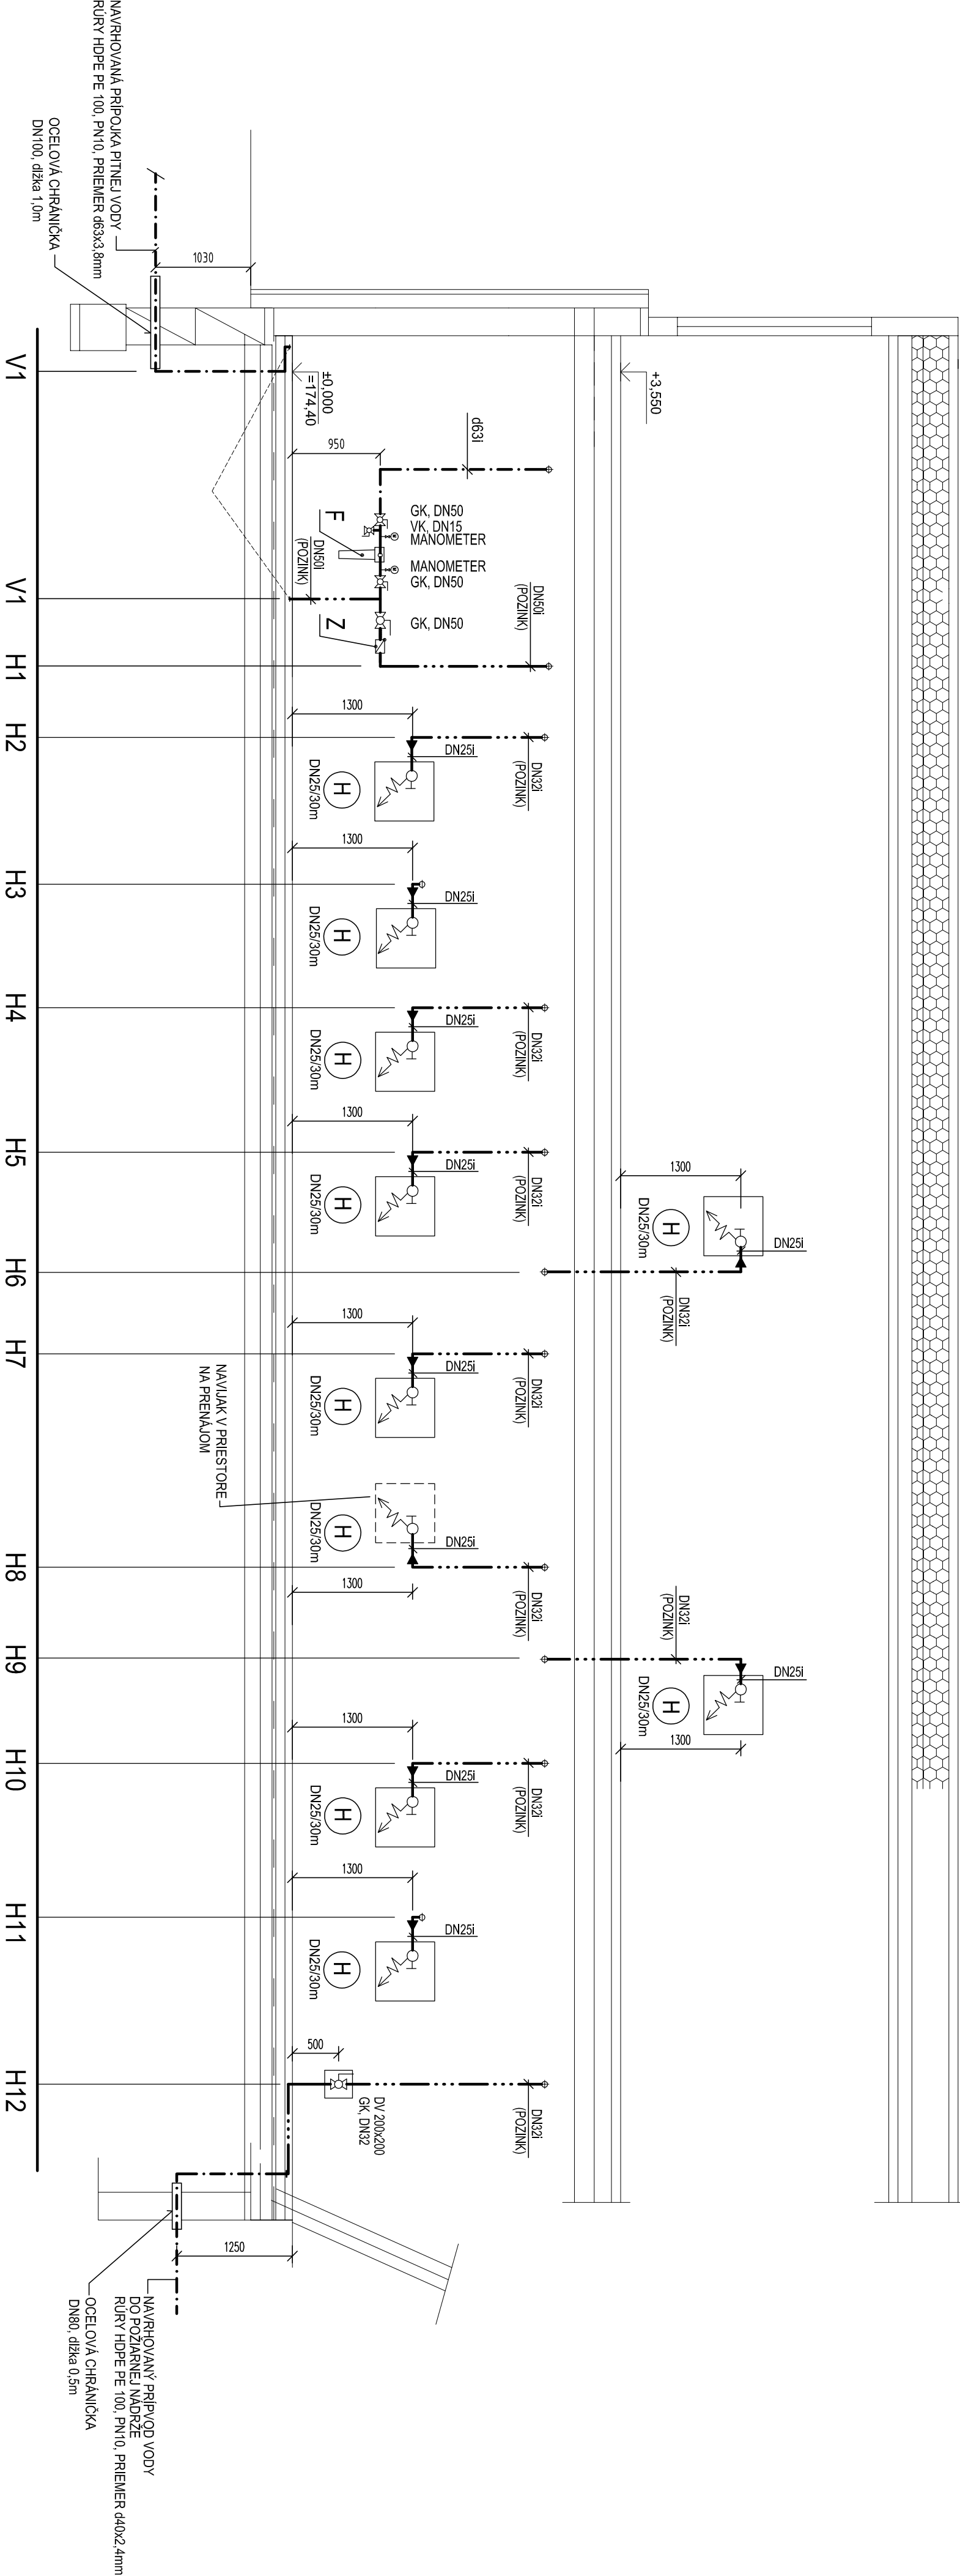 NAVRHOVANÁ PRÍPOJKA PITNEJ VODY
RÚRY HDPE PE 100, PN10, PRIEMER d63x3,8mm
OCELOVÁ CHRÁNIČKA
DN100, dĺžka 1,0m
1030
V1
±0,000
=174,40
+3,550
950
d63i
GK, DN50
VK, DN15
MANOMETER
F
MANOMETER
GK, DN50
DN50i
(POZINK)
V1
Z
GK, DN50
DN50i
(POZINK)
H1
H2
1300
DN25i
DN32i
(POZINK)
H
DN25/30m
H3
1300
DN25i
H
DN25/30m
H4
DN25i
DN32i
(POZINK)
H
DN25/30m
H5
1300
DN25i
DN32i
(POZINK)
H
DN25/30m
H6
1300
DN25i
DN32i
(POZINK)
H
DN25/30m
H7
1300
DN25i
DN32i
(POZINK)
H
DN25/30m
NAVIJAK V PRIESTORE
NA PRENÁJOM
H8
1300
DN25i
DN32i
(POZINK)
H
DN25/30m
H9
1300
DN25i
DN32i
(POZINK)
H
DN25/30m
H10
1300
DN25i
DN32i
(POZINK)
H
DN25/30m
H11
1300
DN25i
H
DN25/30m
H12
500
DV 200x200
GK, DN32
DN32i
(POZINK)
1250
NAVRHOVANÝ PRÍPVOD VODY
DO POŽIARNEJ NÁDRŽE
RÚRY HDPE PE 100, PN10, PRIEMER d40x2,4mm
OCELOVÁ CHRÁNIČKA
DN80, dĺžka 0,5m